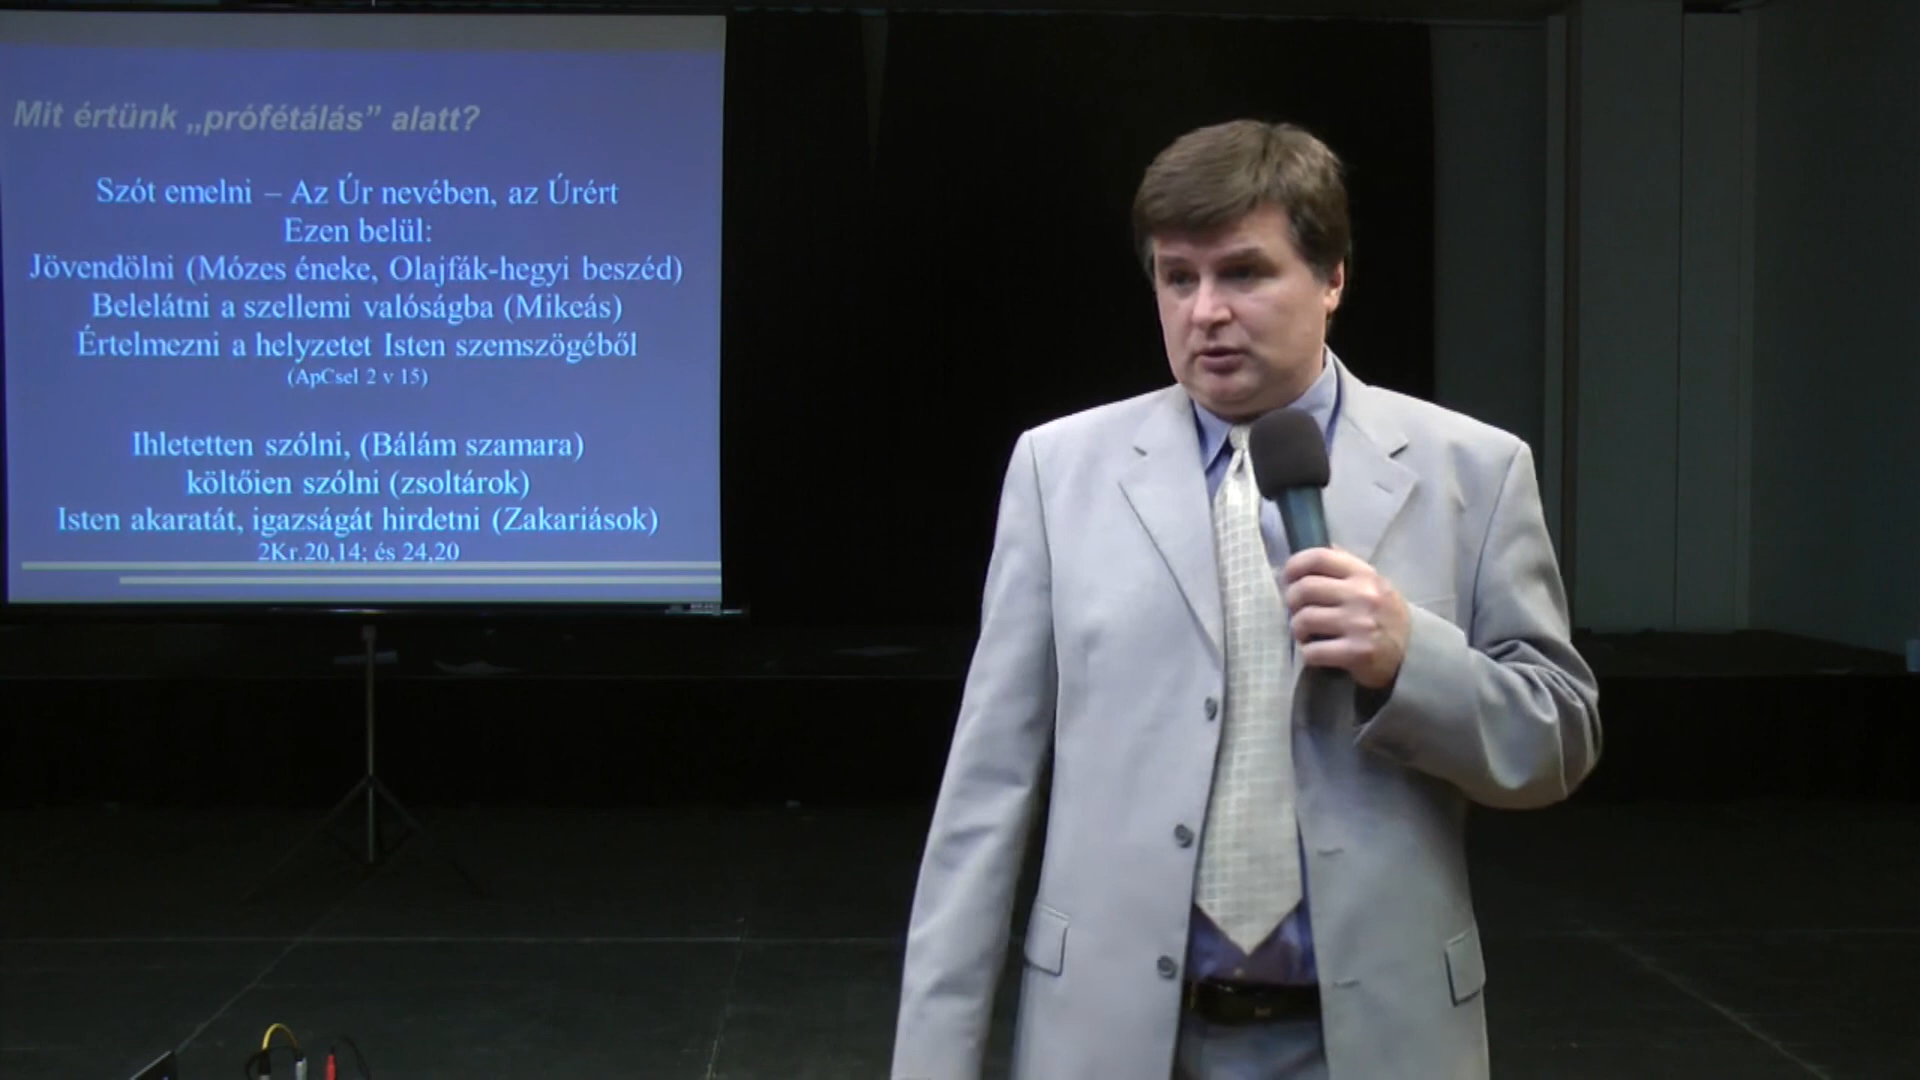 Mit értünk „prófétálás” alatt?
Szót emelni – Az Úr nevében, az Úrért
Ezen belül:
Jövendölni (Mózes éneke, Olajfák-hegyi beszéd)
Belelátni a szellemi valóságba (Mikeás)
Értelmezni a helyzetet Isten szemszögéből
(ApCsel 2 v 15)
Ihletetten szólni, (Bálám szamara)
költőien szólni (zsoltárok)
Isten akaratát, igazságát hirdetni (Zakariások)
2Kr.20,14; és 24,20